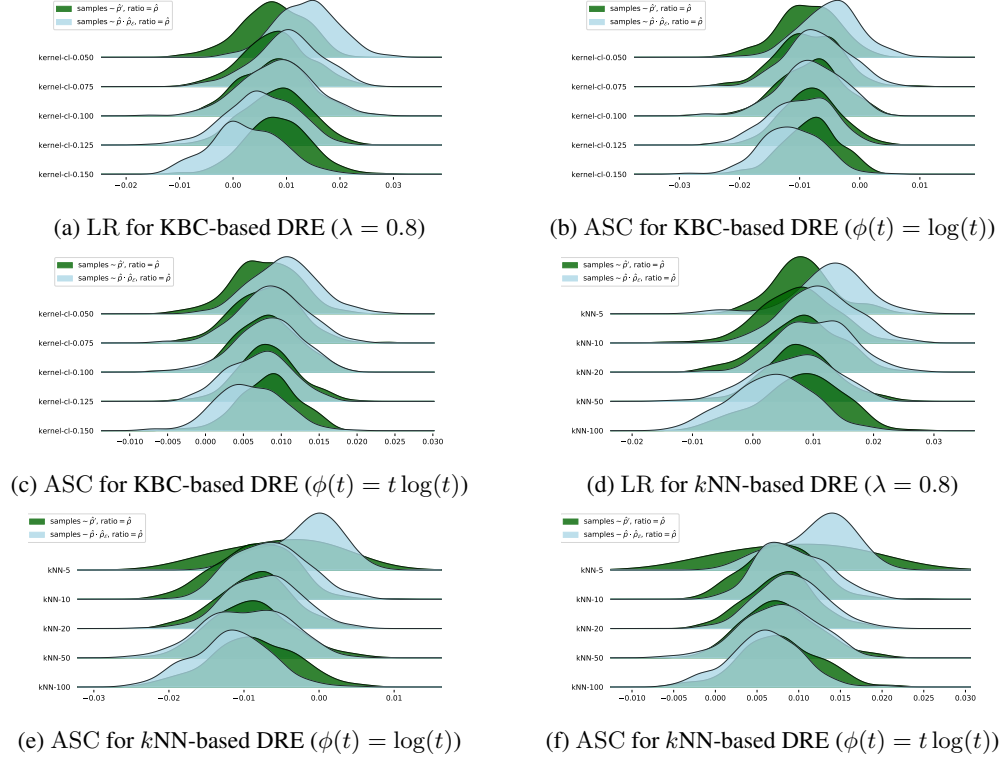 samples ~ p̂′, ratio = ρ̂
samples ~ p̂ · ρ̂_ℰ, ratio = ρ̂
kernel-cl-0.050
kernel-cl-0.075
kernel-cl-0.100
kernel-cl-0.125
kernel-cl-0.150
−0.02 −0.01 0.00 0.01 0.02 0.03
(a) LR for KBC-based DRE (λ = 0.8)
samples ~ p̂′, ratio = ρ̂
samples ~ p̂ · ρ̂_ℰ, ratio = ρ̂
kernel-cl-0.050
kernel-cl-0.075
kernel-cl-0.100
kernel-cl-0.125
kernel-cl-0.150
−0.03 −0.02 −0.01 0.00 0.01
(b) ASC for KBC-based DRE (ϕ(t) = log(t))
samples ~ p̂′, ratio = ρ̂
samples ~ p̂ · ρ̂_ℰ, ratio = ρ̂
kernel-cl-0.050
kernel-cl-0.075
kernel-cl-0.100
kernel-cl-0.125
kernel-cl-0.150
−0.010 −0.005 0.000 0.005 0.010 0.015 0.020 0.025 0.030
(c) ASC for KBC-based DRE (ϕ(t) = t log(t))
samples ~ p̂′, ratio = ρ̂
samples ~ p̂ · ρ̂_ℰ, ratio = ρ̂
kNN-5
kNN-10
kNN-20
kNN-50
kNN-100
−0.02 −0.01 0.00 0.01 0.02 0.03
(d) LR for kNN-based DRE (λ = 0.8)
samples ~ p̂′, ratio = ρ̂
samples ~ p̂ · ρ̂_ℰ, ratio = ρ̂
kNN-5
kNN-10
kNN-20
kNN-50
kNN-100
−0.03 −0.02 −0.01 0.00 0.01
(e) ASC for kNN-based DRE (ϕ(t) = log(t))
samples ~ p̂′, ratio = ρ̂
samples ~ p̂ · ρ̂_ℰ, ratio = ρ̂
kNN-5
kNN-10
kNN-20
kNN-50
kNN-100
−0.010 −0.005 0.000 0.005 0.010 0.015 0.020 0.025 0.030
(f) ASC for kNN-based DRE (ϕ(t) = t log(t))